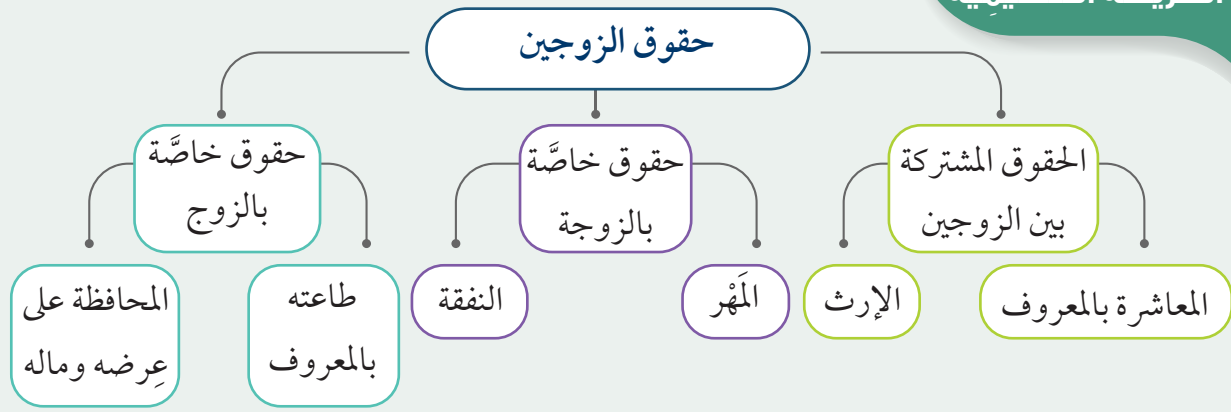 حقوق الزوجين
الحقوق المشتركة
بين الزوجين
حقوق خاصَّة
بالزوجة
حقوق خاصَّة
بالزوج
المعاشرة بالمعروف
الإرث
المَهْر
النفقة
طاعته
بالمعروف
المحافظة على
عِرضه وماله